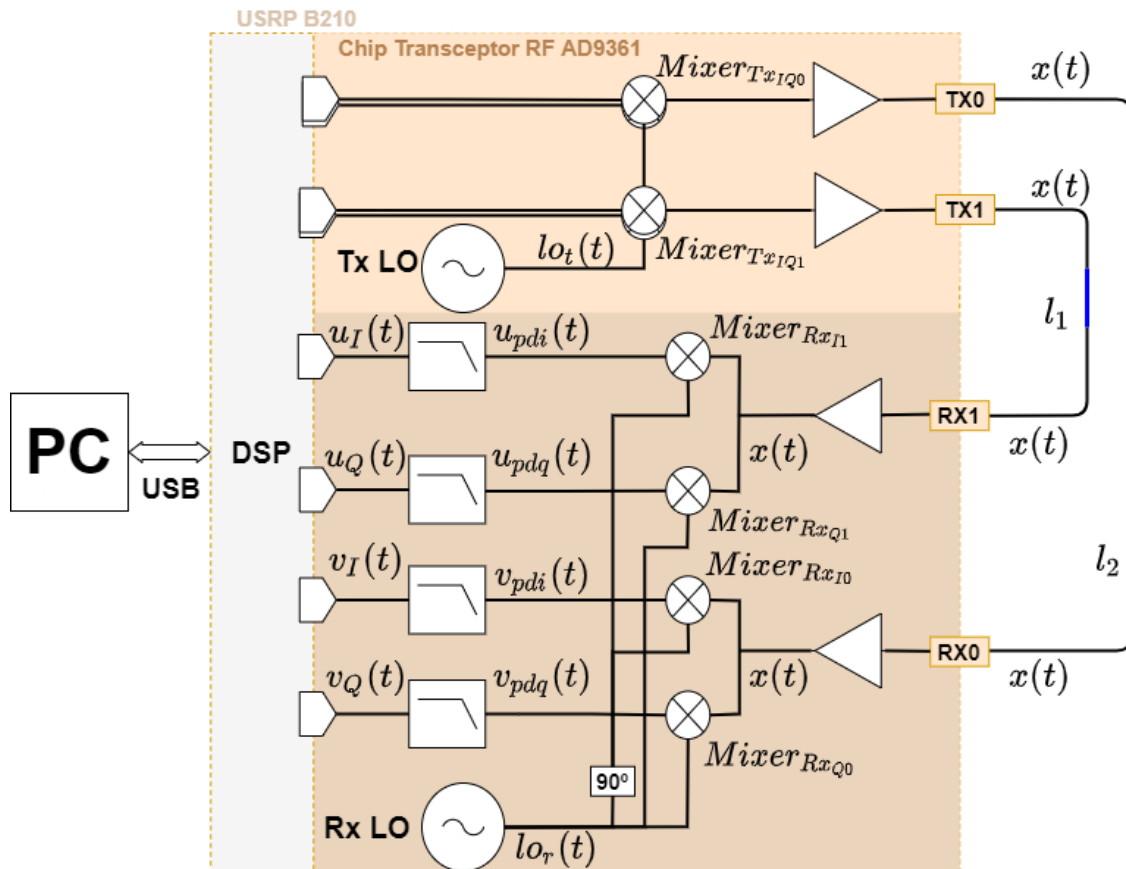 USRP B210
Chip Transceptor RF AD9361
Mixer_{Tx_{IQ0}}
TX0
x(t)
Mixer_{Tx_{IQ1}}
TX1
x(t)
Tx LO
lo_t(t)
l_1
u_I(t)
u_{pdi}(t)
Mixer_{Rx_{I1}}
RX1
x(t)
x(t)
PC
USB
DSP
u_Q(t)
u_{pdq}(t)
Mixer_{Rx_{Q1}}
v_I(t)
v_{pdi}(t)
Mixer_{Rx_{I0}}
l_2
RX0
x(t)
x(t)
v_Q(t)
v_{pdq}(t)
Mixer_{Rx_{Q0}}
90º
Rx LO
lo_r(t)